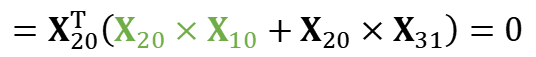 = 𝐗₂₀ᵀ(𝐗₂₀ × 𝐗₁₀ + 𝐗₂₀ × 𝐗₃₁) = 0